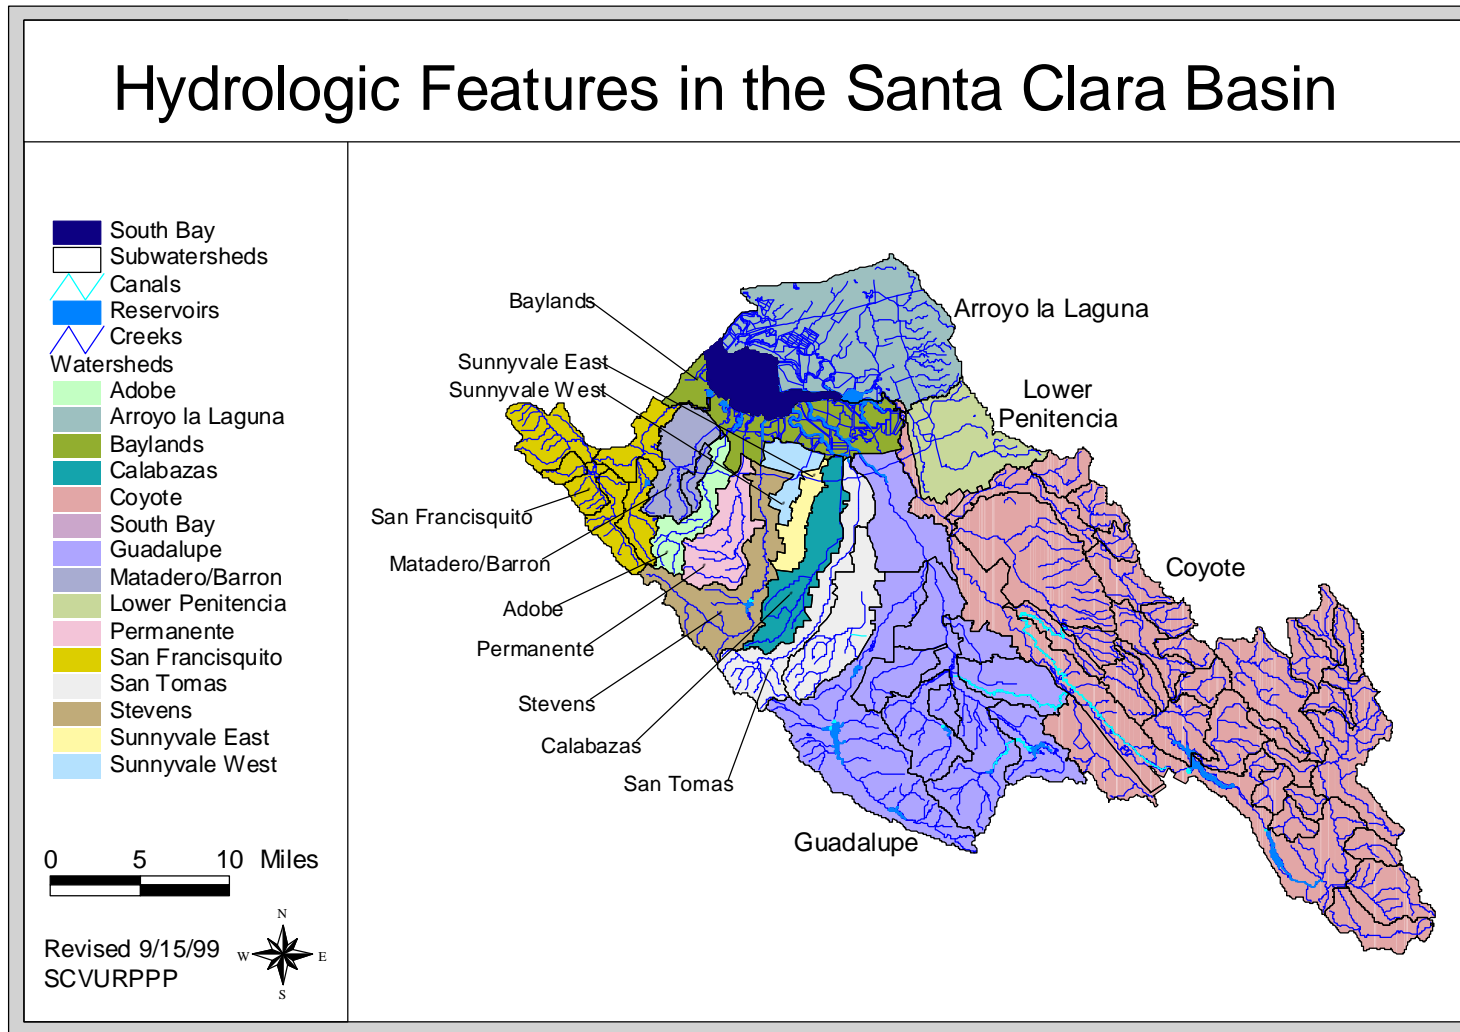 Hydrologic Features in the Santa Clara Basin
South Bay
Subwatersheds
Canals
Reservoirs
Creeks
Watersheds
Adobe
Arroyo la Laguna
Baylands
Calabazas
Coyote
South Bay
Guadalupe
Matadero/Barron
Lower Penitencia
Permanente
San Francisquito
San Tomas
Stevens
Sunnyvale East
Sunnyvale West
0 5 10 Miles
Revised 9/15/99
SCVURPPP
N
W E
S
Baylands
Arroyo la Laguna
Sunnyvale East
Sunnyvale West
Lower
Penitencia
San Francisquito
Matadero/Barron
Coyote
Adobe
Permanente
Stevens
Calabazas
San Tomas
Guadalupe